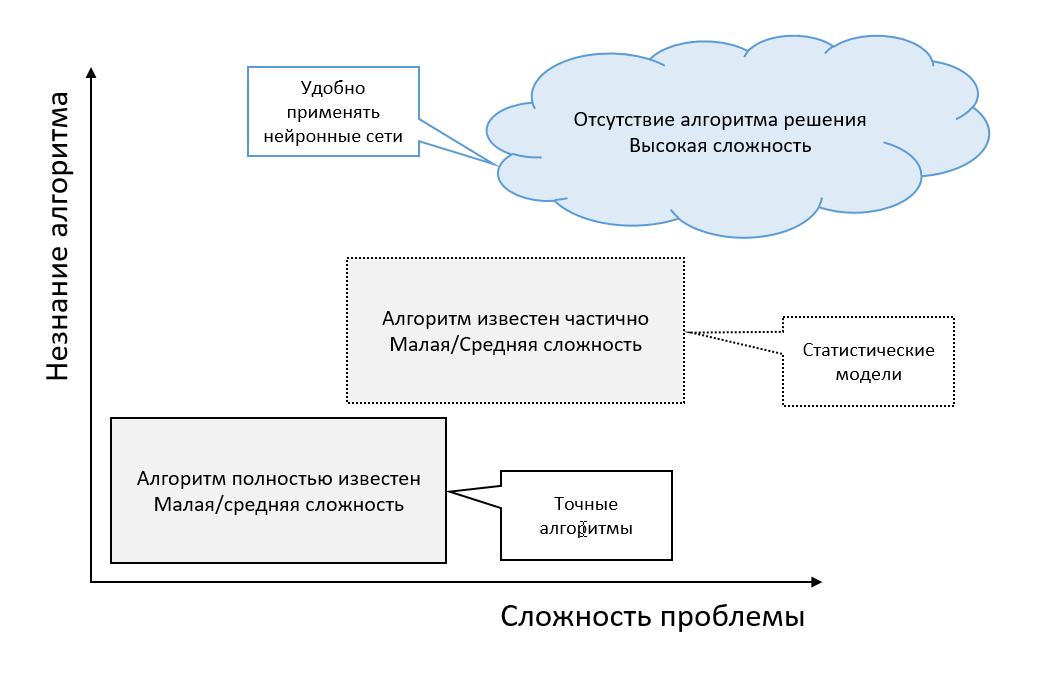 Удобно
применять
нейронные сети
Отсутствие алгоритма решения
Высокая сложность
Незнание алгоритма
Алгоритм известен частично
Малая/Средняя сложность
Статистические
модели
Алгоритм полностью известен
Малая/средняя сложность
Точные
алгоритмы
Сложность проблемы